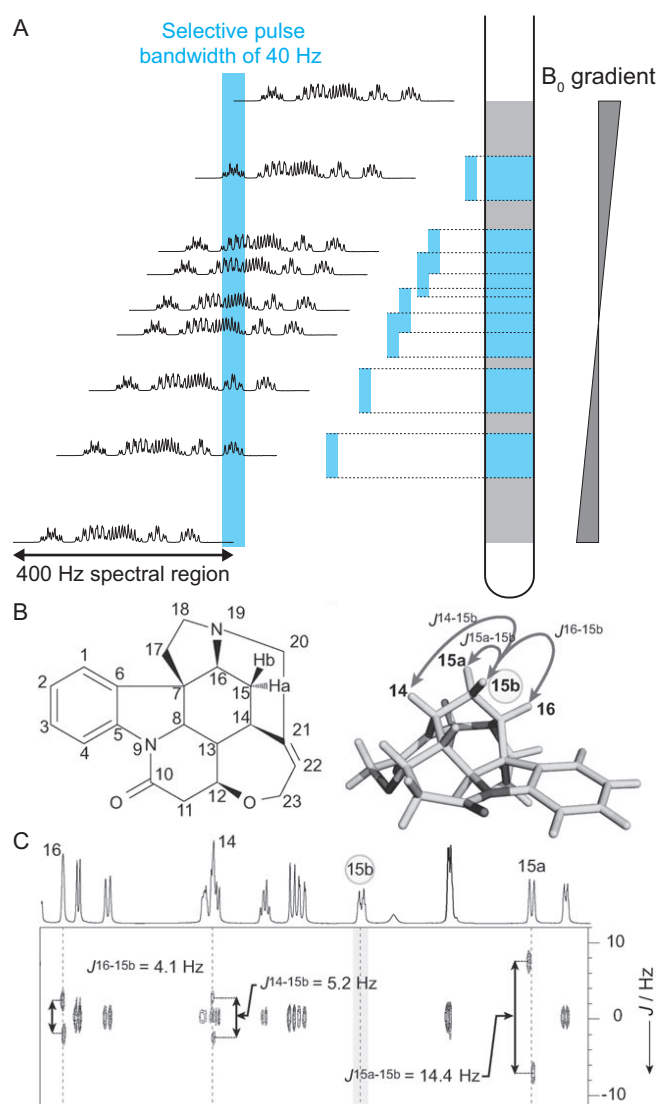 A
Selective pulse
bandwidth of 40 Hz
B0 gradient
400 Hz spectral region
B
18
19
N
20
17
Hb
1
6
16
15
Ha
2
7
14
8
21
3
5
13
4
9
N
22
10
12
O
11
O
23
J14-15b
J15a-15b
J16-15b
15a
15b
14
16
C
16
14
15b
15a
J16-15b = 4.1 Hz
J14-15b = 5.2 Hz
J15a-15b = 14.4 Hz
10
0
-10
J / Hz